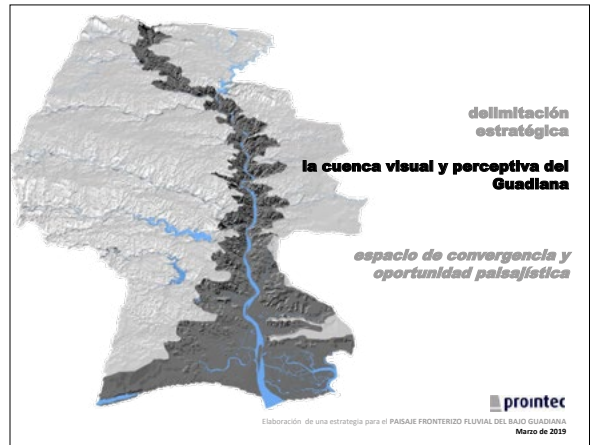 delimitación
estratégica
la cuenca visual y perceptiva del
Guadiana
espacio de convergencia y
oportunidad paisajística
prointec
Elaboración de una estrategia para el PAISAJE FRONTERIZO FLUVIAL DEL BAJO GUADIANA
Marzo de 2019